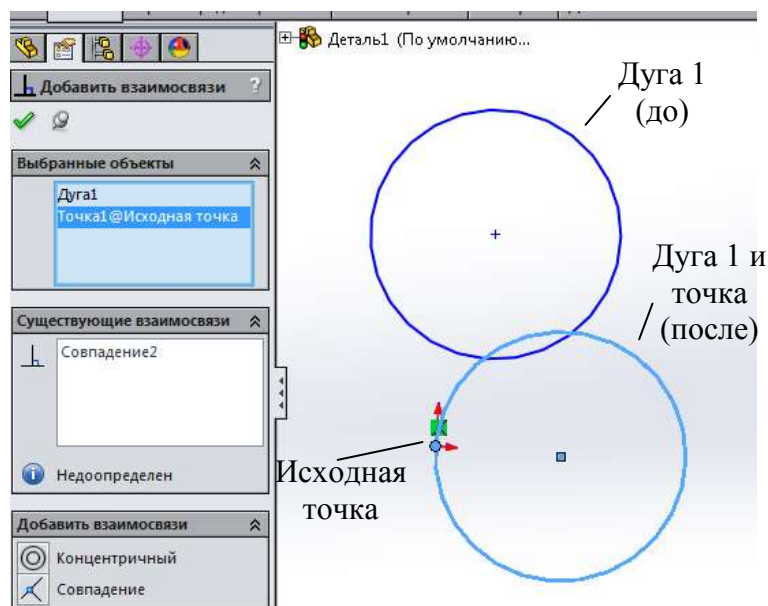 Деталь1 (По умолчанию...
Добавить взаимосвязи ?
Выбранные объекты
Дуга1
Точка1@Исходная точка
Существующие взаимосвязи
Совпадение2
Недоопределен
Добавить взаимосвязи
Концентричный
Совпадение
Дуга 1
(до)
Дуга 1 и
точка
(после)
Исходная
точка